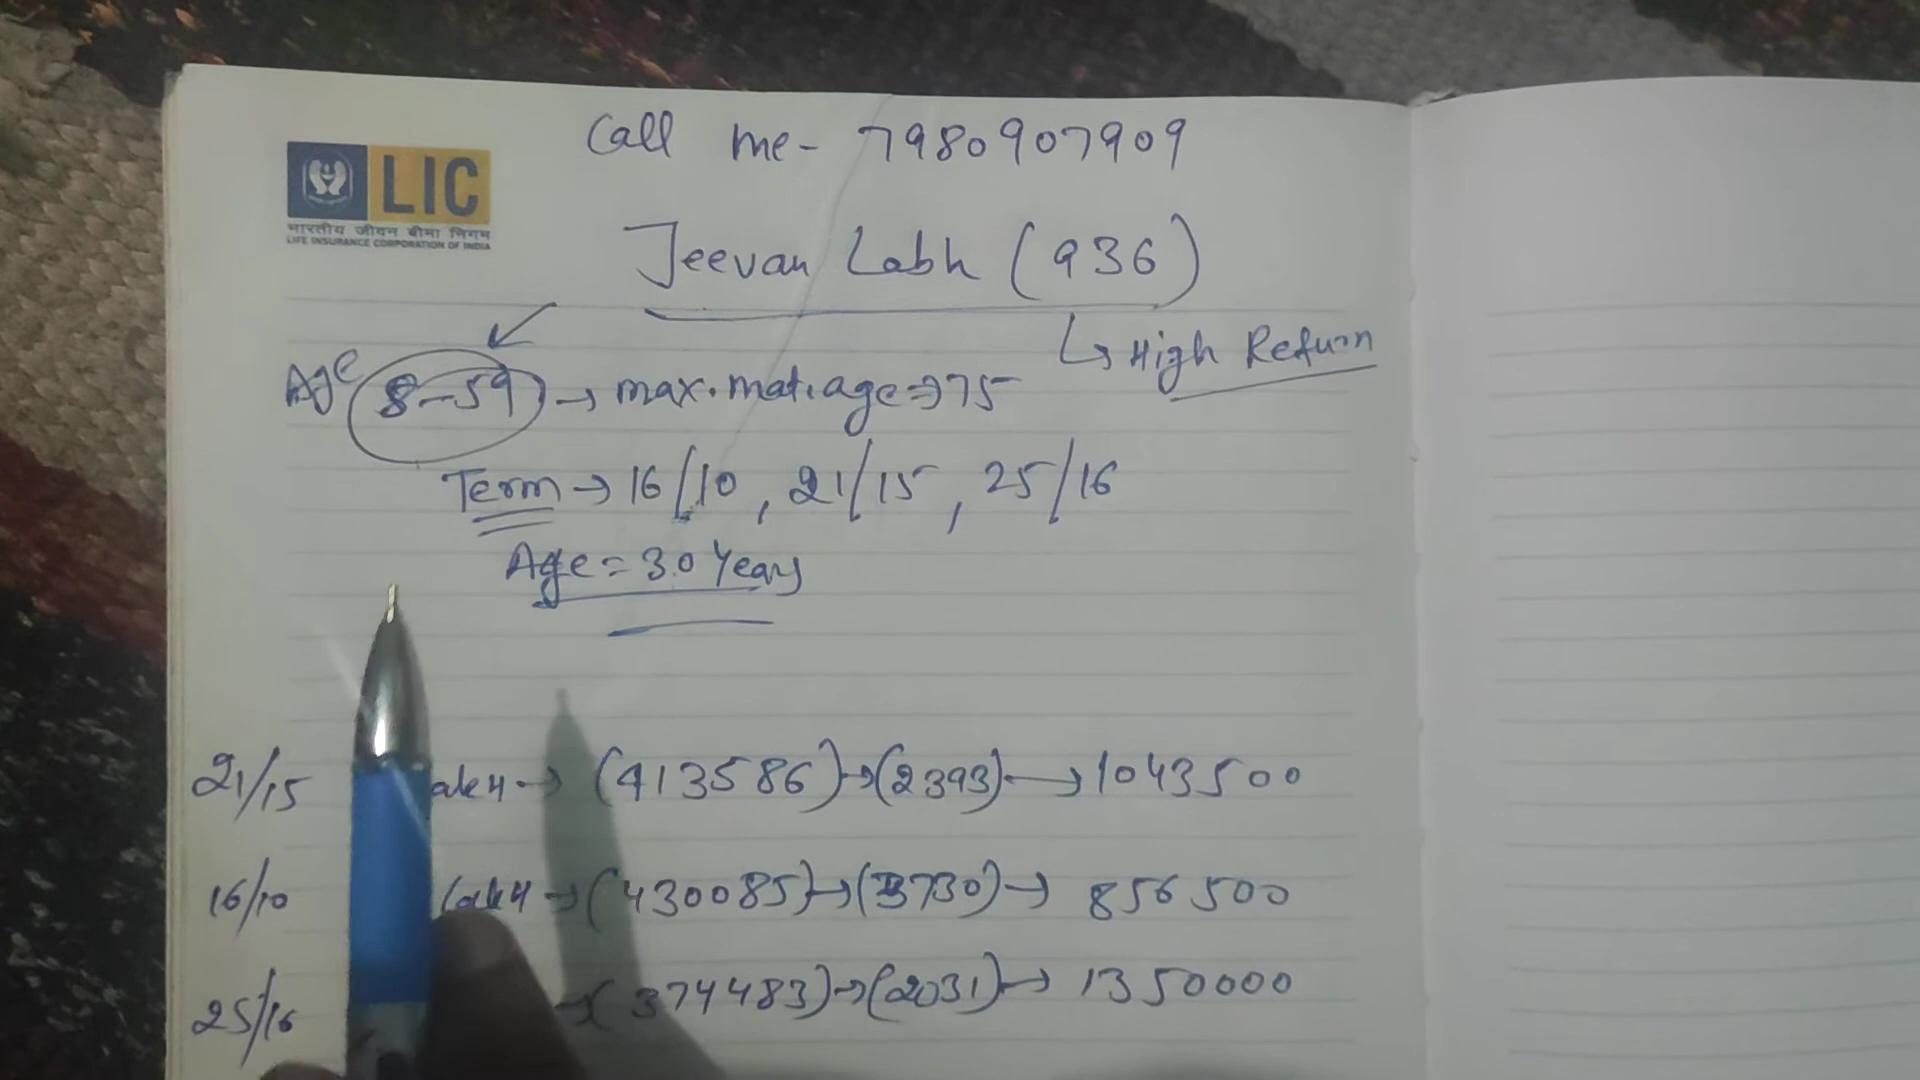 Call me- 7980907909
LIC
भारतीय जीवन बीमा निगम
LIFE INSURANCE CORPORATION OF INDIA
Jeevan Labh (936)
↳ High Return
Age 8-59 → max. mat. age → 75
Term → 16/10, 21/15, 25/16
Age = 30 Years
21/15 → (413586) → (2393) → 1043500
16/10 Lakh → (430085) → (3730) → 856500
25/16 → (374483) → (2031) → 1350000